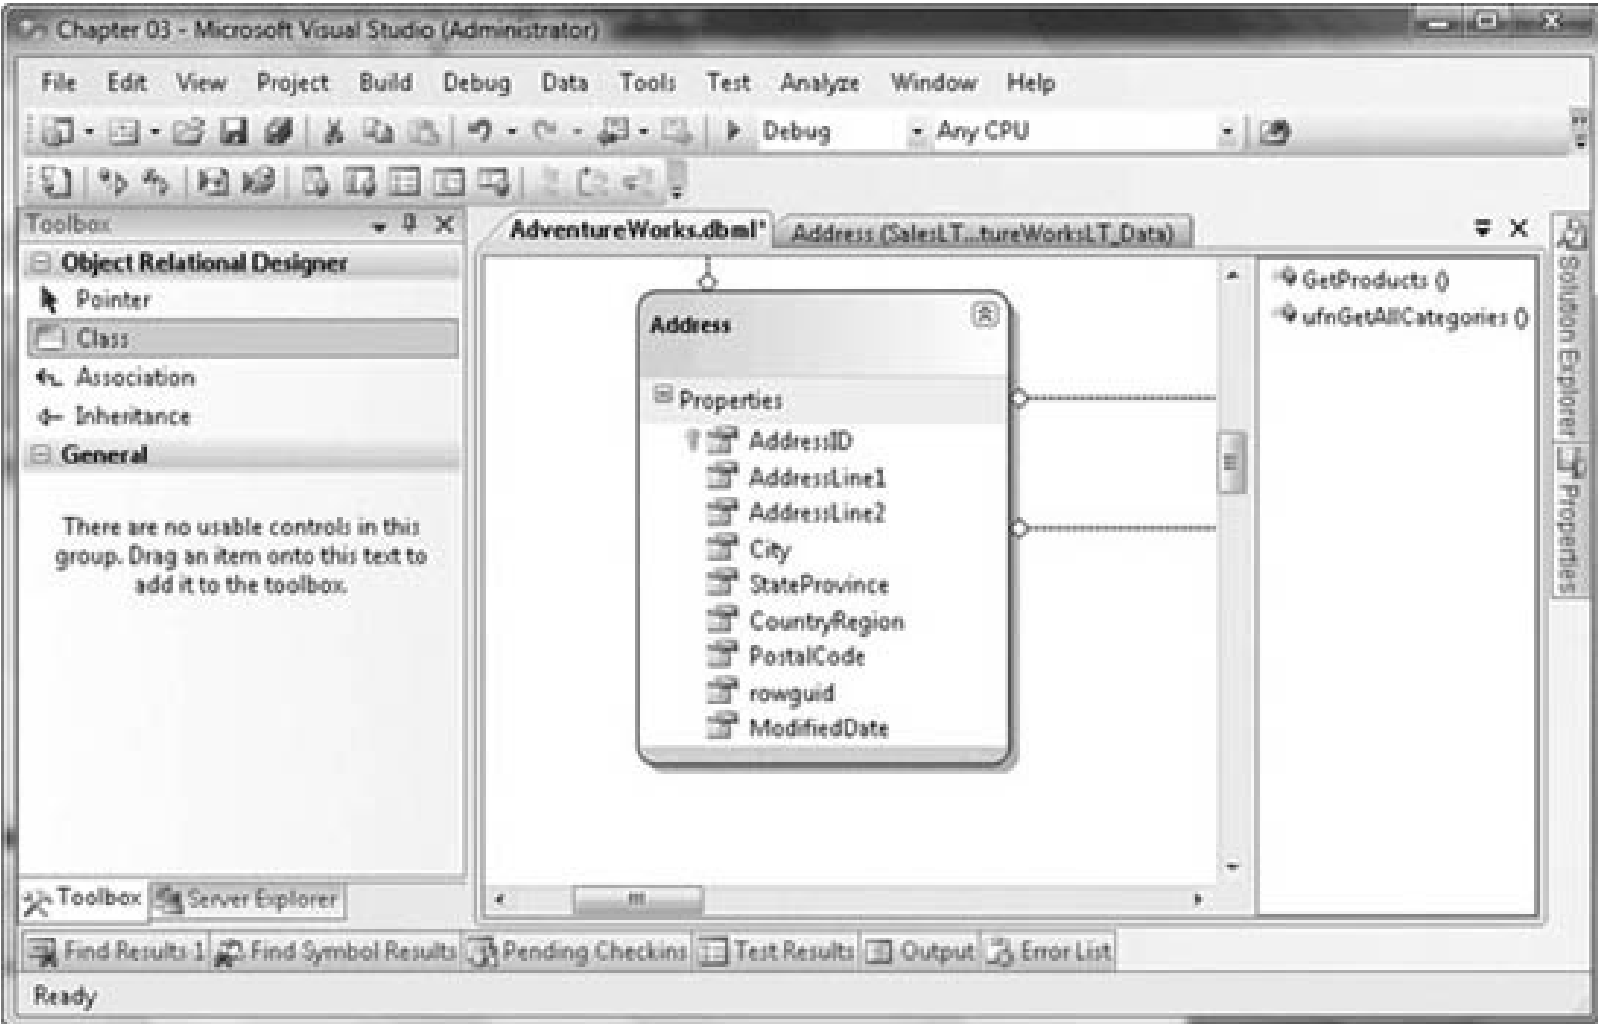 Chapter 03 - Microsoft Visual Studio (Administrator)
File Edit View Project Build Debug Data Tools Test Analyze Window Help
Debug Any CPU
Toolbox
Object Relational Designer
Pointer
Class
Association
Inheritance
General
There are no usable controls in this
group. Drag an item onto this text to
add it to the toolbox.
Toolbox Server Explorer
AdventureWorks.dbml* Address (SalesLT...tureWorksLT_Data)
Address
Properties
AddressID
AddressLine1
AddressLine2
City
StateProvince
CountryRegion
PostalCode
rowguid
ModifiedDate
GetProducts ()
ufnGetAllCategories ()
Solution Explorer
Properties
Find Results 1 Find Symbol Results Pending Checkins Test Results Output Error List
Ready